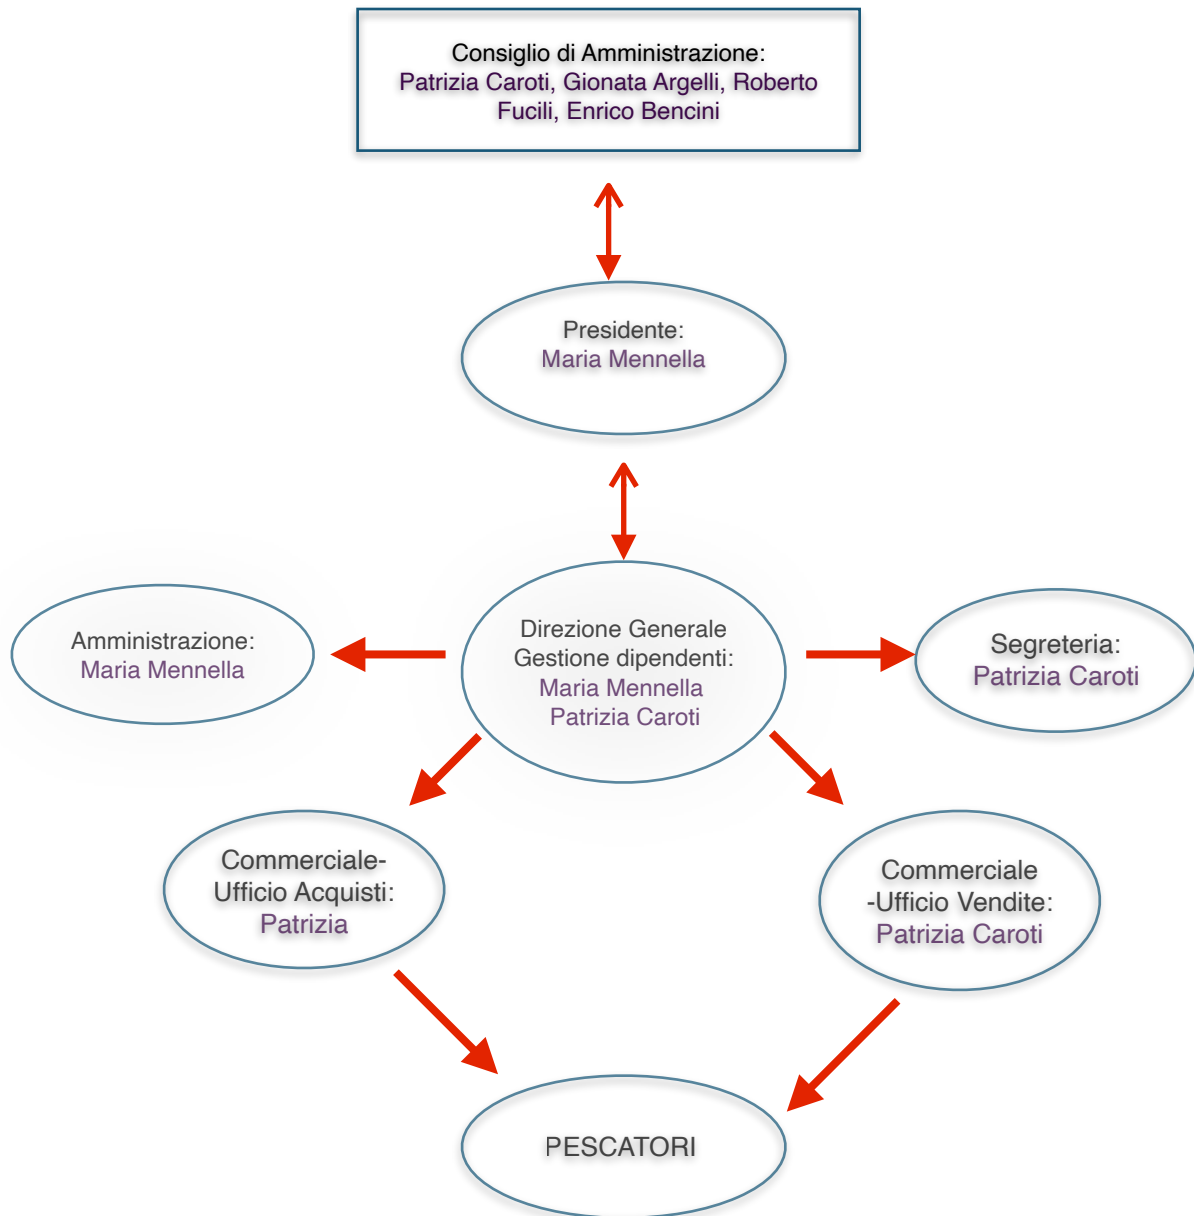 Consiglio di Amministrazione:
Patrizia Caroti, Gionata Argelli, Roberto
Fucili, Enrico Bencini
Presidente:
Maria Mennella
Amministrazione:
Maria Mennella
Direzione Generale
Gestione dipendenti:
Maria Mennella
Patrizia Caroti
Segreteria:
Patrizia Caroti
Commerciale-
Ufficio Acquisti:
Patrizia
Commerciale
-Ufficio Vendite:
Patrizia Caroti
PESCATORI